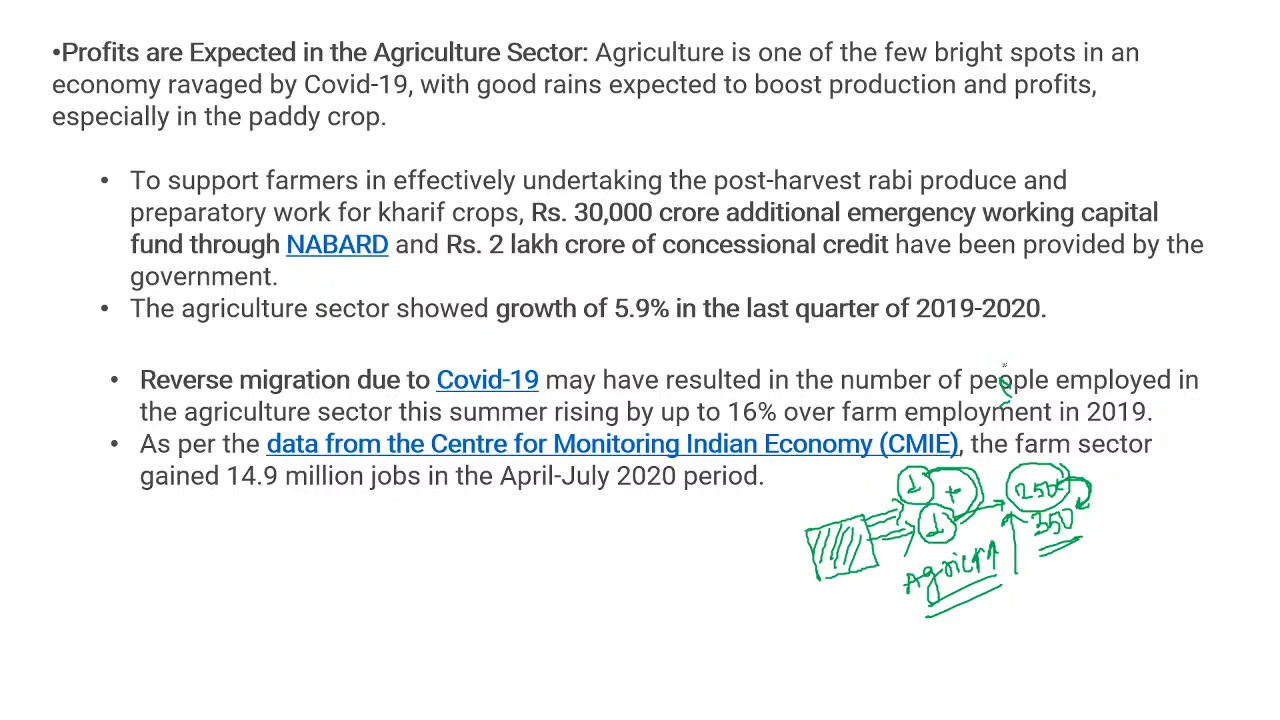 •Profits are Expected in the Agriculture Sector: Agriculture is one of the few bright spots in an
economy ravaged by Covid-19, with good rains expected to boost production and profits,
especially in the paddy crop.
• To support farmers in effectively undertaking the post-harvest rabi produce and
preparatory work for kharif crops, Rs. 30,000 crore additional emergency working capital
fund through NABARD and Rs. 2 lakh crore of concessional credit have been provided by the
government.
• The agriculture sector showed growth of 5.9% in the last quarter of 2019-2020.
• Reverse migration due to Covid-19 may have resulted in the number of people employed in
the agriculture sector this summer rising by up to 16% over farm employment in 2019.
• As per the data from the Centre for Monitoring Indian Economy (CMIE), the farm sector
gained 14.9 million jobs in the April-July 2020 period.
1 + 250
1 350